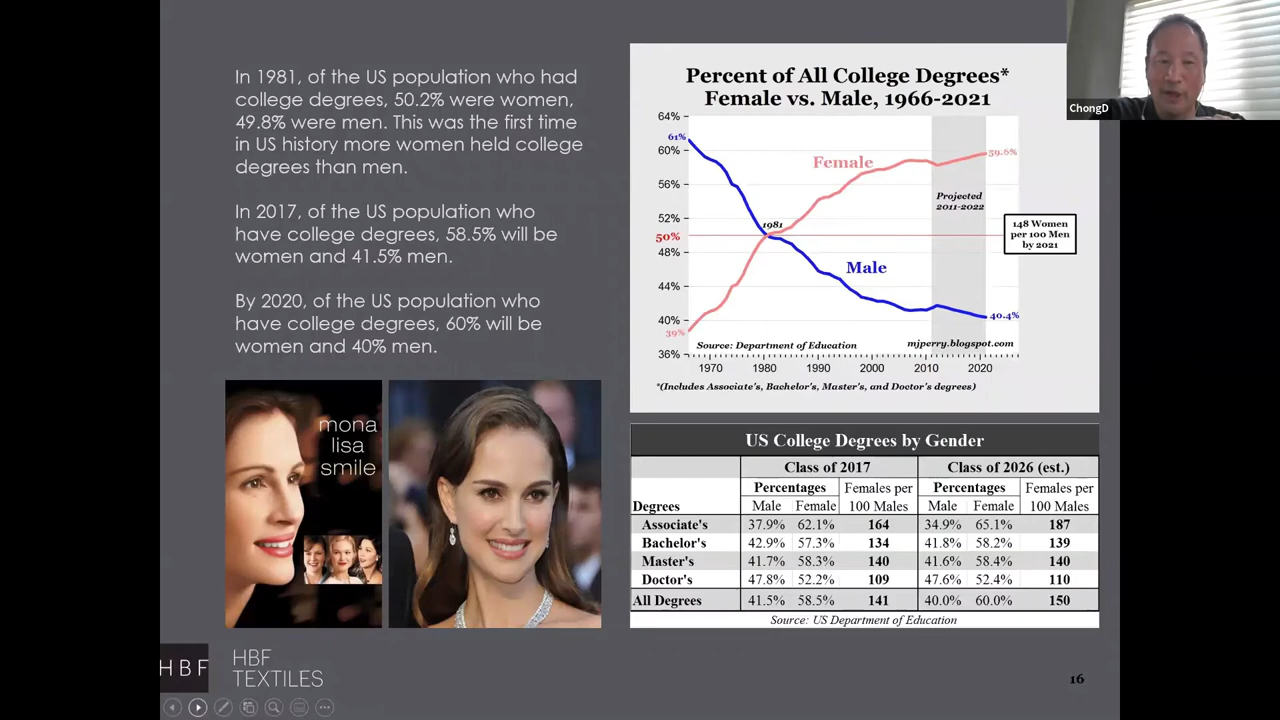 In 1981, of the US population who had
college degrees, 50.2% were women,
49.8% were men. This was the first time
in US history more women held college
degrees than men.
In 2017, of the US population who
have college degrees, 58.5% will be
women and 41.5% men.
By 2020, of the US population who
have college degrees, 60% will be
women and 40% men.
mona
lisa
smile
HBF
HBF
TEXTILES
Percent of All College Degrees*
Female vs. Male, 1966-2021
64%
61%
60%
56%
52%
50%
48%
44%
40%
39%
36%
Female
59.6%
Projected
2011-2022
1981
148 Women
per 100 Men
by 2021
Male
40.4%
Source: Department of Education
mjperry.blogspot.com
1970 1980 1990 2000 2010 2020
*(Includes Associate's, Bachelor's, Master's, and Doctor's degrees)
US College Degrees by Gender
Class of 2017 Class of 2026 (est.)
Percentages Females per Percentages Females per
Degrees Male Female 100 Males Male Female 100 Males
Associate's 37.9% 62.1% 164 34.9% 65.1% 187
Bachelor's 42.9% 57.3% 134 41.8% 58.2% 139
Master's 41.7% 58.3% 140 41.6% 58.4% 140
Doctor's 47.8% 52.2% 109 47.6% 52.4% 110
All Degrees 41.5% 58.5% 141 40.0% 60.0% 150
Source: US Department of Education
16
ChongD